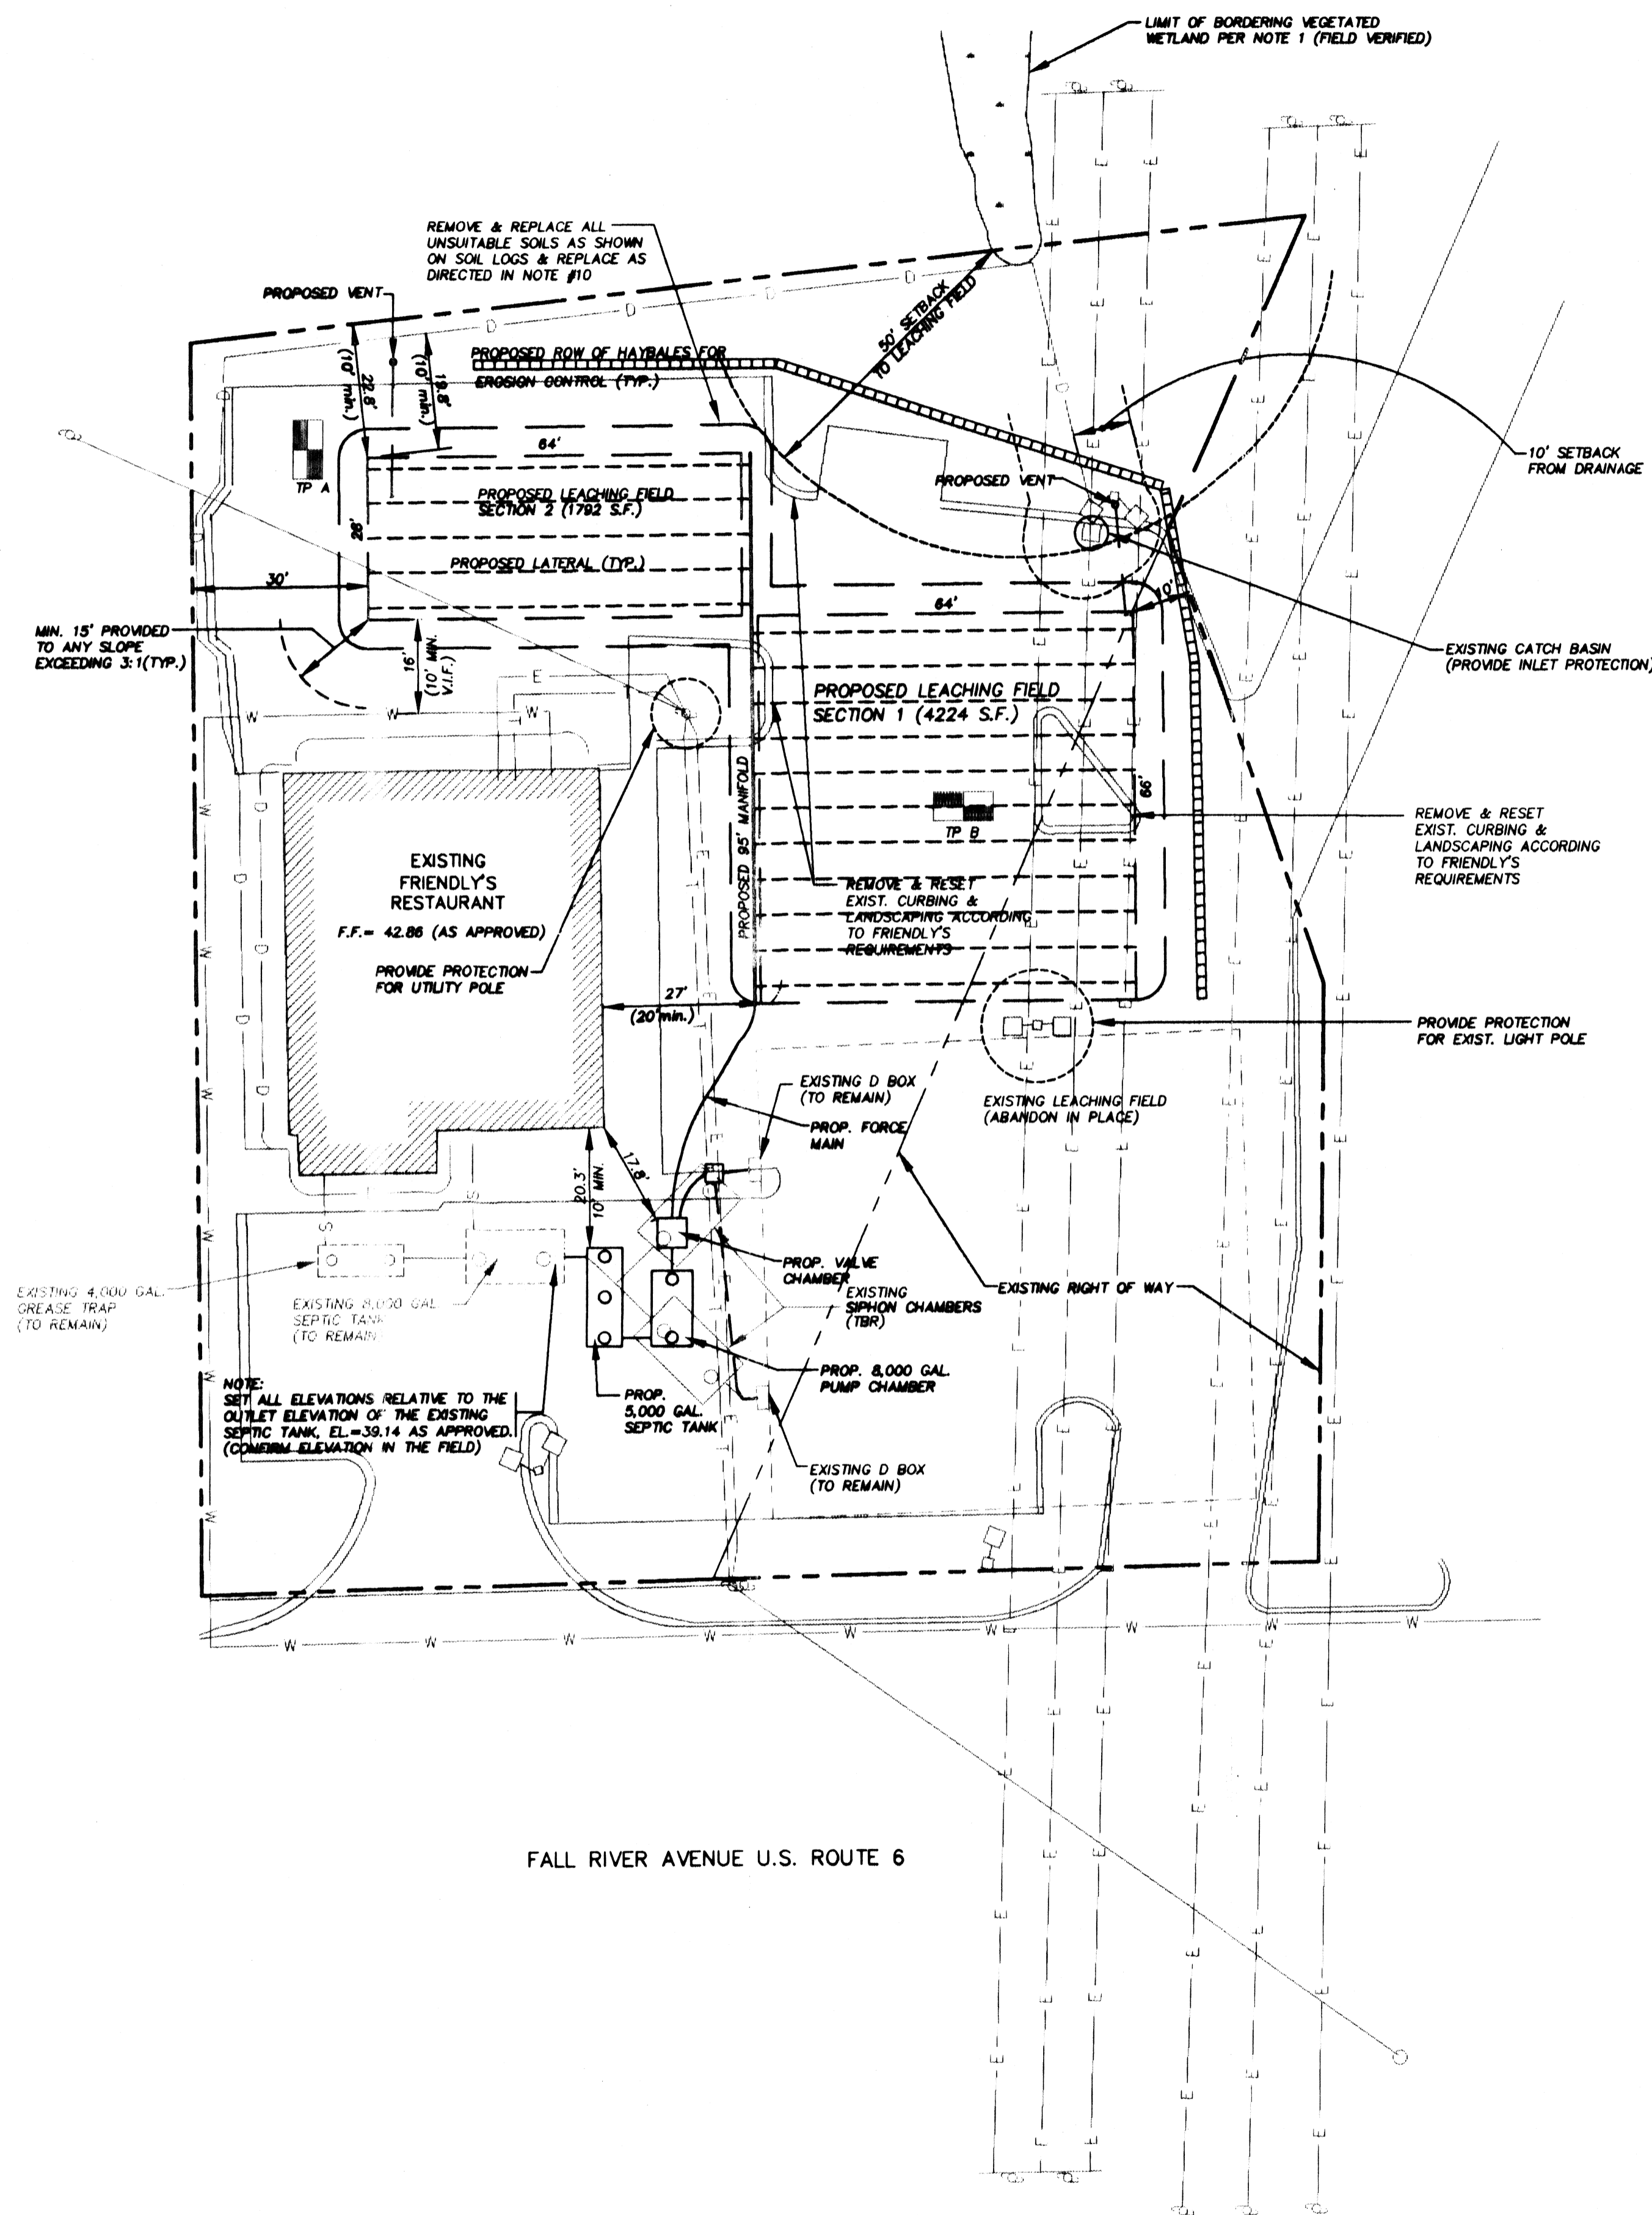 LIMIT OF BORDERING VEGETATED
WETLAND PER NOTE 1 (FIELD VERIFIED)
REMOVE & REPLACE ALL
UNSUITABLE SOILS AS SHOWN
ON SOIL LOGS & REPLACE AS
DIRECTED IN NOTE #10
PROPOSED VENT
50' SETBACK
TO LEACHING FIELD
PROPOSED ROW OF HAYBALES FOR
EROSION CONTROL (TYP.)
22.8'
(10' min.)
19.8'
(10' min.)
64'
TP A
PROPOSED LEACHING FIELD
SECTION 2 (1792 S.F.)
28'
PROPOSED LATERAL (TYP.)
30'
10' SETBACK
FROM DRAINAGE
PROPOSED VENT
64'
10'
MIN. 15' PROVIDED
TO ANY SLOPE
EXCEEDING 3:1(TYP.)
16'
(10' MIN.
V.I.F.)
EXISTING CATCH BASIN
(PROVIDE INLET PROTECTION)
PROPOSED LEACHING FIELD
SECTION 1 (4224 S.F.)
PROPOSED 95' MANIFOLD
66'
TP B
REMOVE & RESET
EXIST. CURBING &
LANDSCAPING ACCORDING
TO FRIENDLY'S
REQUIREMENTS
EXISTING
FRIENDLY'S
RESTAURANT
F.F.= 42.86 (AS APPROVED)
REMOVE & RESET
EXIST. CURBING &
LANDSCAPING ACCORDING
TO FRIENDLY'S
REQUIREMENTS
PROVIDE PROTECTION
FOR UTILITY POLE
27'
(20'min.)
PROVIDE PROTECTION
FOR EXIST. LIGHT POLE
EXISTING D BOX
(TO REMAIN)
EXISTING LEACHING FIELD
(ABANDON IN PLACE)
PROP. FORCE
MAIN
17.8'
20.3'
10' MIN.
PROP. VALVE
CHAMBER
EXISTING
SIPHON CHAMBERS
(TBR)
EXISTING RIGHT OF WAY
EXISTING 4,000 GAL.
GREASE TRAP
(TO REMAIN)
EXISTING 8,000 GAL
SEPTIC TANK
(TO REMAIN)
PROP. 8,000 GAL.
PUMP CHAMBER
PROP.
5,000 GAL.
SEPTIC TANK
NOTE:
SET ALL ELEVATIONS RELATIVE TO THE
OUTLET ELEVATION OF THE EXISTING
SEPTIC TANK, EL.=39.14 AS APPROVED.
(CONFIRM ELEVATION IN THE FIELD)
EXISTING D BOX
(TO REMAIN)
FALL RIVER AVENUE U.S. ROUTE 6